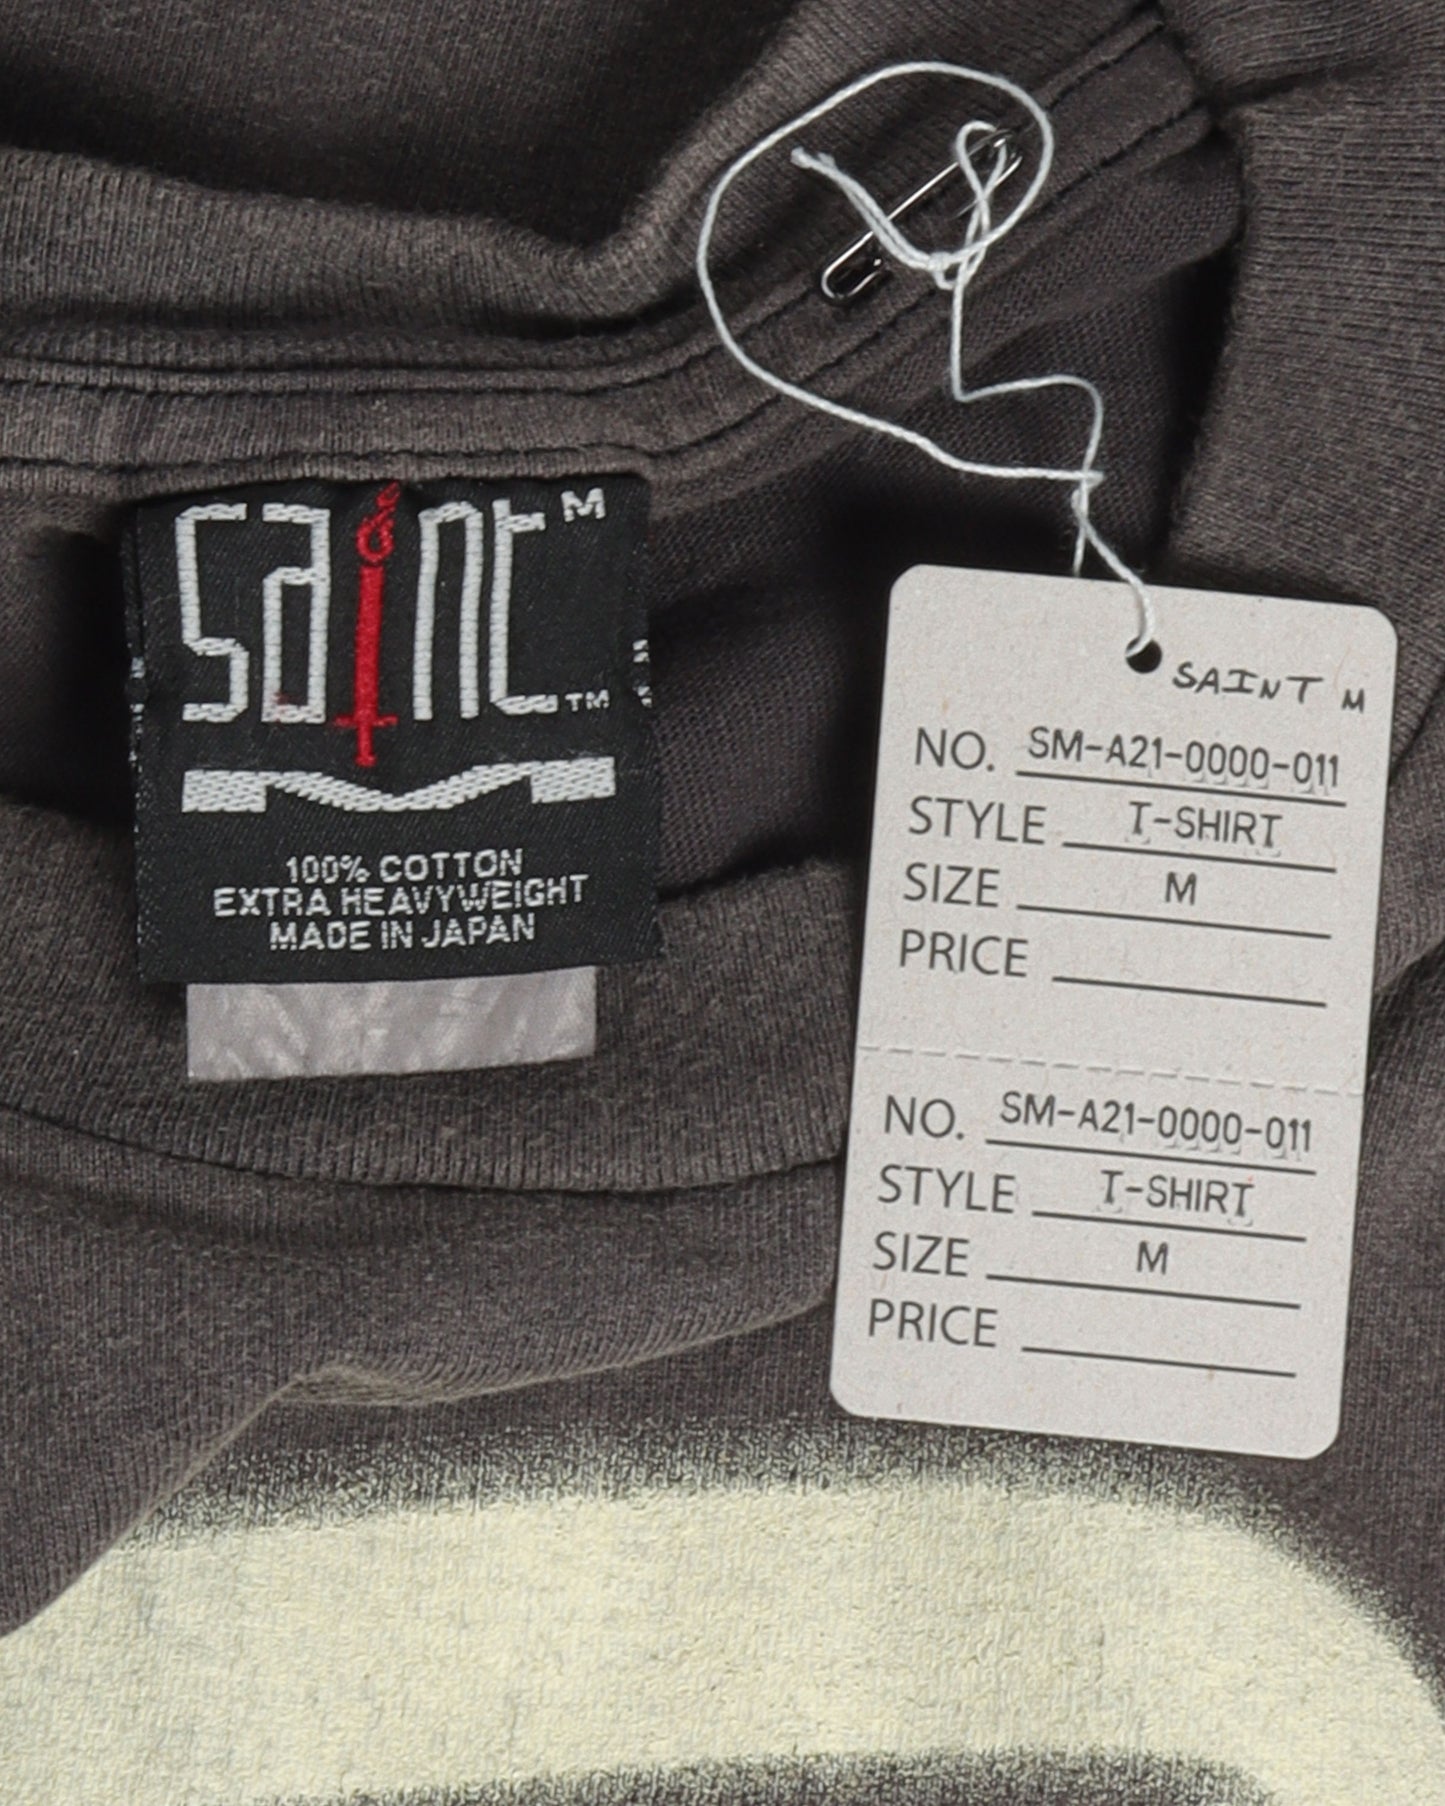 saint M
TM
M
100% COTTON
EXTRA HEAVYWEIGHT
MADE IN JAPAN
SAINT M
NO. SM-A21-0000-011
STYLE T-SHIRT
SIZE M
PRICE
NO. SM-A21-0000-011
STYLE T-SHIRT
SIZE M
PRICE